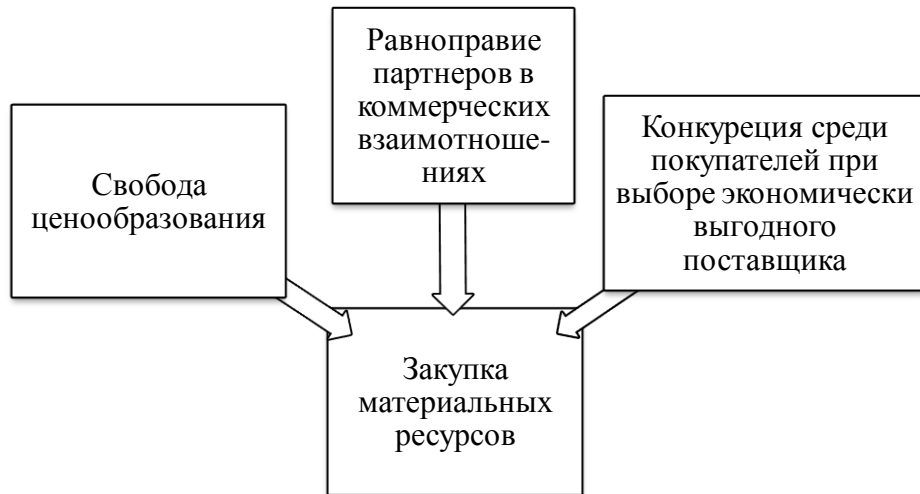 Равноправие
партнеров в
коммерческих
взаимотноше-
ниях
Свобода
ценообразования
Конкуреция среди
покупателей при
выборе экономически
выгодного
поставщика
Закупка
материальных
ресурсов